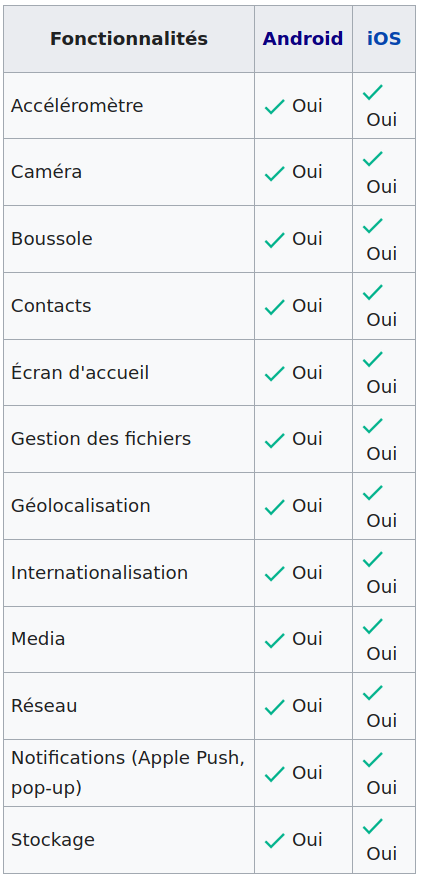 Fonctionnalités Android iOS
Accéléromètre Oui Oui
Caméra Oui Oui
Boussole Oui Oui
Contacts Oui Oui
Écran d'accueil Oui Oui
Gestion des fichiers Oui Oui
Géolocalisation Oui Oui
Internationalisation Oui Oui
Media Oui Oui
Réseau Oui Oui
Notifications (Apple Push,
pop-up) Oui Oui
Stockage Oui Oui